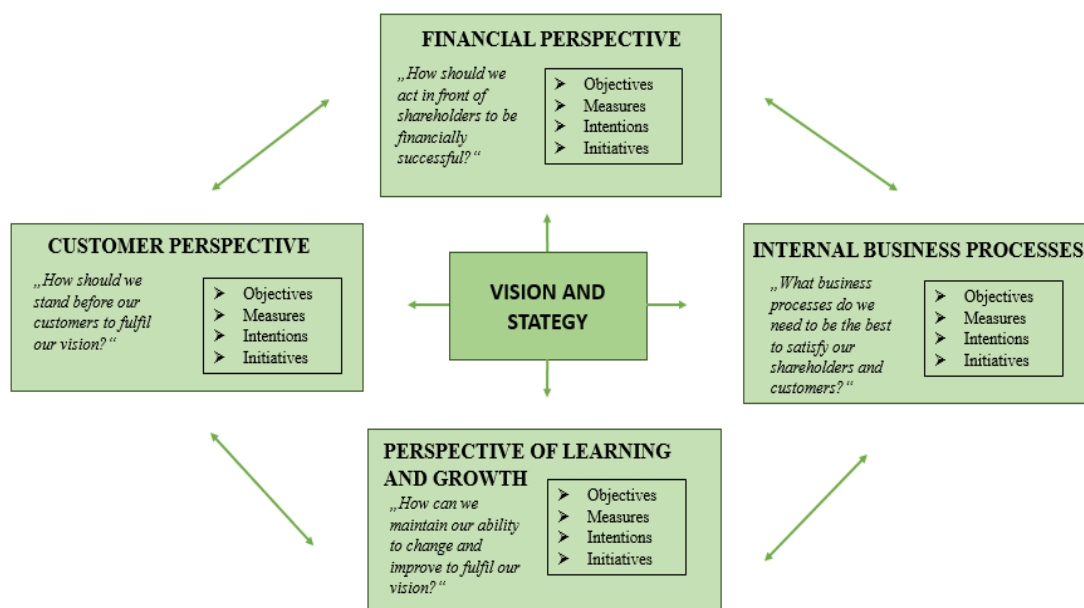 FINANCIAL PERSPECTIVE
„How should we
act in front of
shareholders to be
financially
successful?“
➢ Objectives
➢ Measures
➢ Intentions
➢ Initiatives
CUSTOMER PERSPECTIVE
„How should we
stand before our
customers to fulfil
our vision?“
➢ Objectives
➢ Measures
➢ Intentions
➢ Initiatives
VISION AND
STATEGY
INTERNAL BUSINESS PROCESSES
„What business
processes do we
need to be the best
to satisfy our
shareholders and
customers?“
➢ Objectives
➢ Measures
➢ Intentions
➢ Initiatives
PERSPECTIVE OF LEARNING
AND GROWTH
„How can we
maintain our ability
to change and
improve to fulfil our
vision?“
➢ Objectives
➢ Measures
➢ Intentions
➢ Initiatives